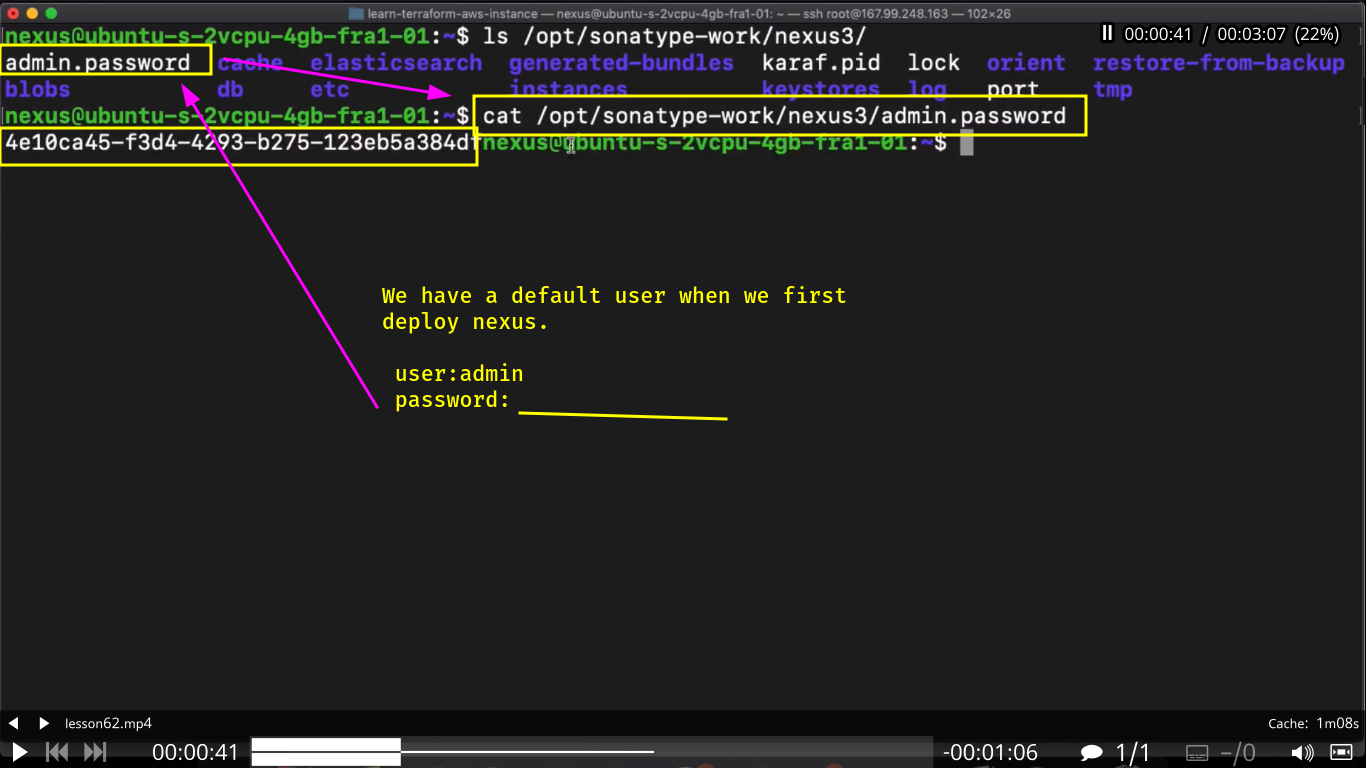 learn-terraform-aws-instance — nexus@ubuntu-s-2vcpu-4gb-fra1-01: ~ — ssh root@167.99.248.163 — 102×26
[nexus@ubuntu-s-2vcpu-4gb-fra1-01:~$ ls /opt/sonatype-work/nexus3/ ]
00:00:41 / 00:03:07 (22%)
admin.password cache elasticsearch generated-bundles karaf.pid lock orient restore-from-backup
blobs db etc instances keystores log port tmp
[nexus@ubuntu-s-2vcpu-4gb-fra1-01:~$ cat /opt/sonatype-work/nexus3/admin.password ]
4e10ca45-f3d4-4293-b275-123eb5a384dfnexus@ubuntu-s-2vcpu-4gb-fra1-01:~$
We have a default user when we first
deploy nexus.
user:admin
password:
lesson62.mp4
Cache: 1m08s
00:00:41
-00:01:06
1/1
−/0